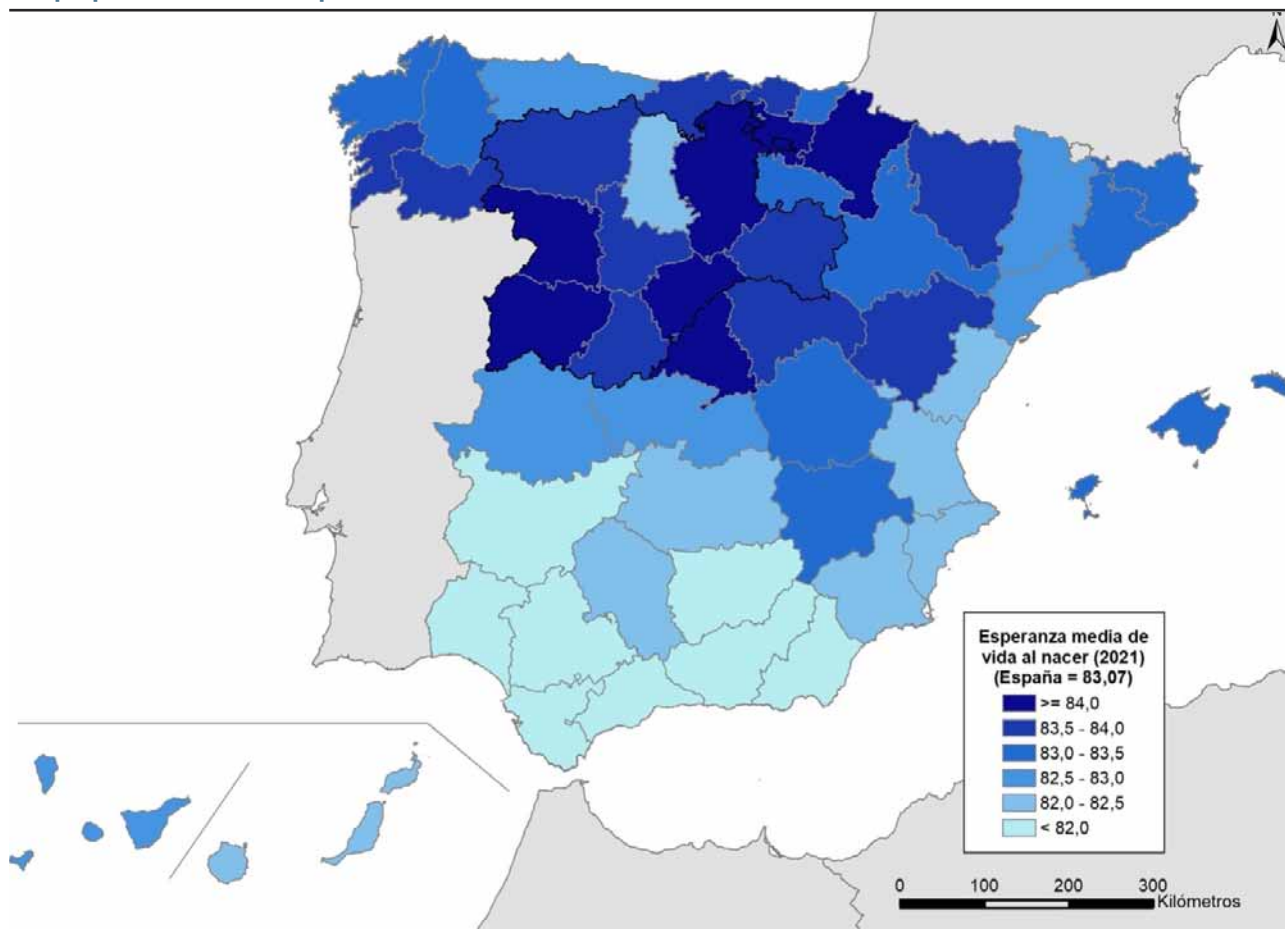 N
Esperanza media de
vida al nacer (2021)
(España = 83,07)
>= 84,0
83,5 - 84,0
83,0 - 83,5
82,5 - 83,0
82,0 - 82,5
< 82,0
0 100 200 300
Kilómetros